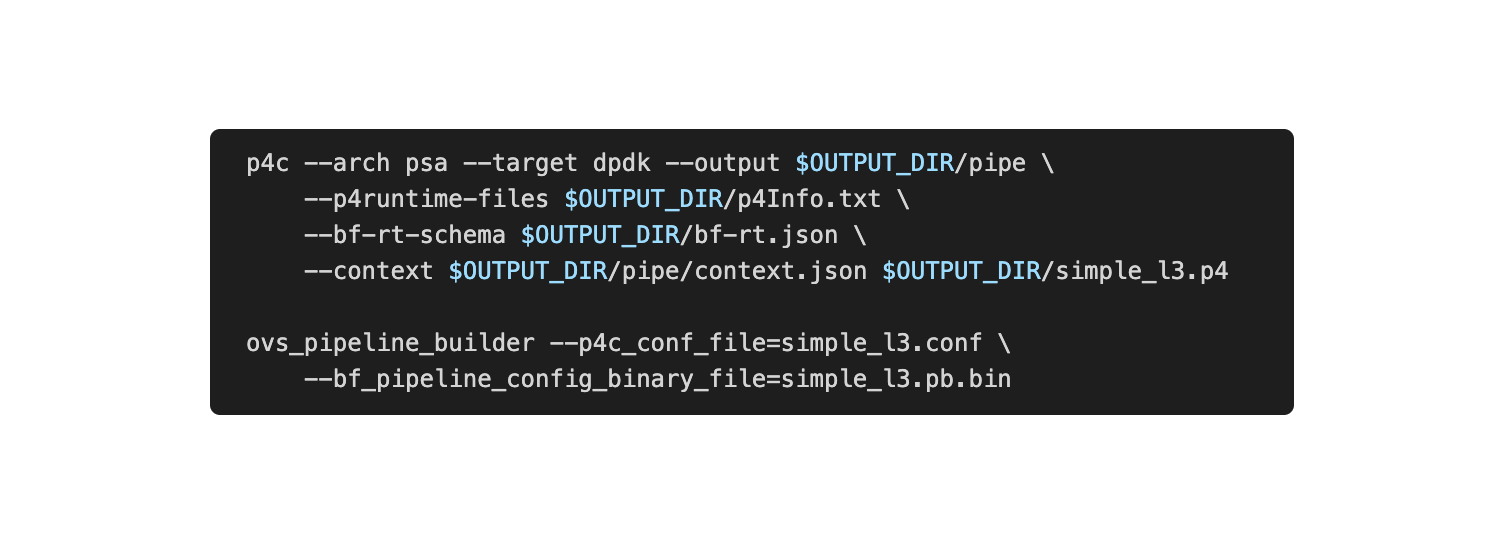 p4c --arch psa --target dpdk --output $OUTPUT_DIR/pipe \
--p4runtime-files $OUTPUT_DIR/p4Info.txt \
--bf-rt-schema $OUTPUT_DIR/bf-rt.json \
--context $OUTPUT_DIR/pipe/context.json $OUTPUT_DIR/simple_l3.p4
ovs_pipeline_builder --p4c_conf_file=simple_l3.conf \
--bf_pipeline_config_binary_file=simple_l3.pb.bin